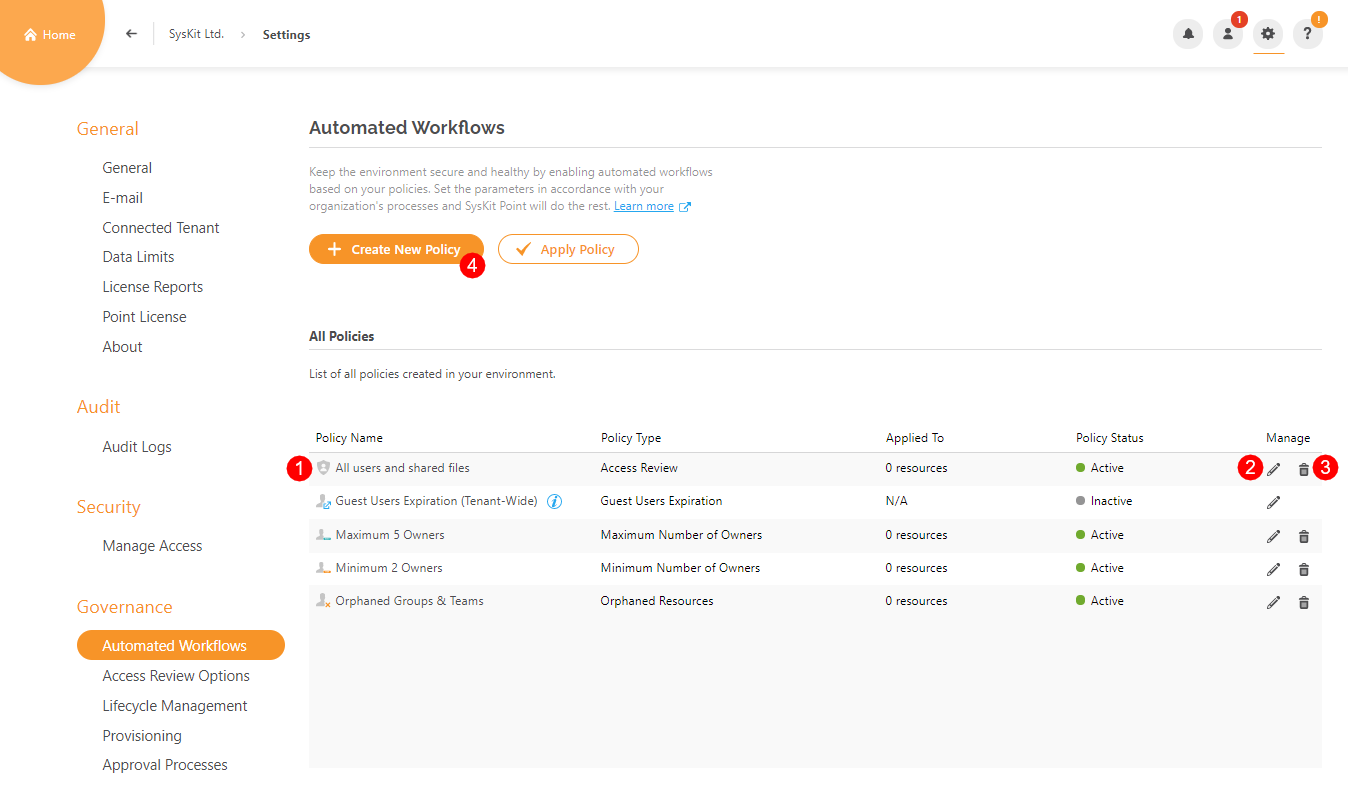 Home
SysKit Ltd. > Settings
1
!
?
General
General
E-mail
Connected Tenant
Data Limits
License Reports
Point License
About
Audit
Audit Logs
Security
Manage Access
Governance
Automated Workflows
Access Review Options
Lifecycle Management
Provisioning
Approval Processes
Automated Workflows
Keep the environment secure and healthy by enabling automated workflows
based on your policies. Set the parameters in accordance with your
organization's processes and SysKit Point will do the rest. Learn more
+ Create New Policy
4
Apply Policy
All Policies
List of all policies created in your environment.
Policy Name Policy Type Applied To Policy Status Manage
1 All users and shared files Access Review 0 resources Active 2 3
Guest Users Expiration (Tenant-Wide) i Guest Users Expiration N/A Inactive
Maximum 5 Owners Maximum Number of Owners 0 resources Active
Minimum 2 Owners Minimum Number of Owners 0 resources Active
Orphaned Groups & Teams Orphaned Resources 0 resources Active